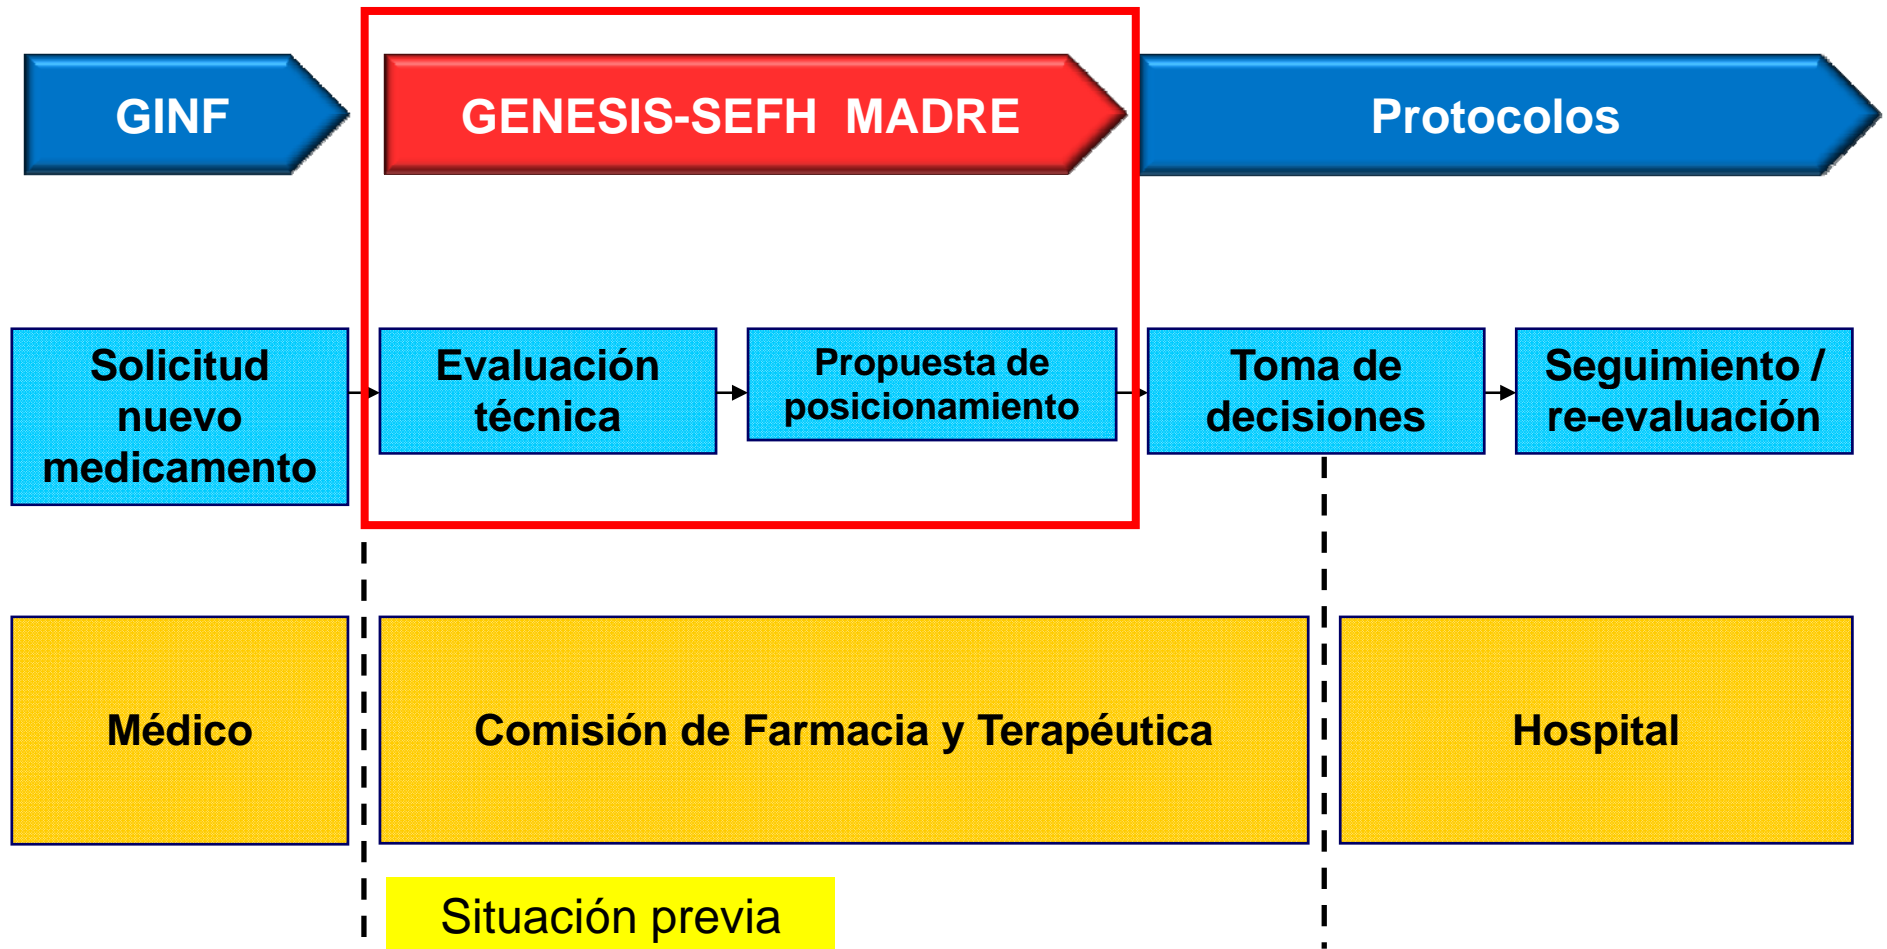 GINF
GENESIS-SEFH MADRE
Protocolos
Solicitud
nuevo
medicamento
Evaluación
técnica
Propuesta de
posicionamiento
Toma de
decisiones
Seguimiento /
re-evaluación
Médico
Comisión de Farmacia y Terapéutica
Hospital
Situación previa